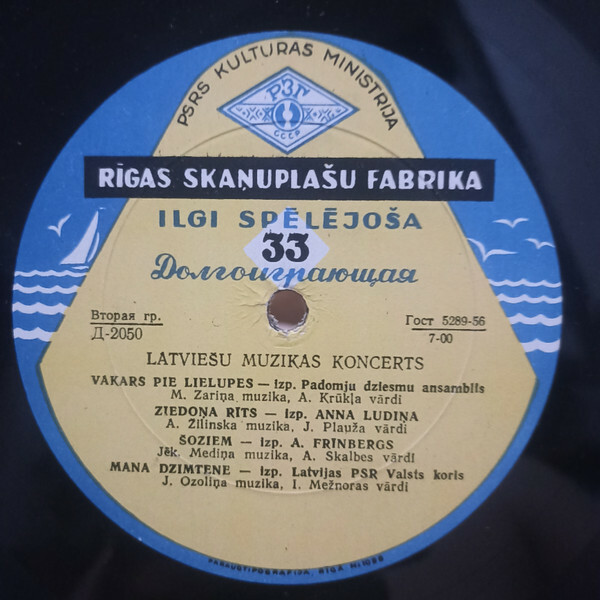 PSRS KULTURAS MINISTRIJA
РЗГ
СССР
RĪGAS SKAŅUPLAŠU FABRIKA
ILGI SPĒLĒJOŠA
33
Долгоиграющая
Вторая гр.
Д-2050
Гост 5289-56
7-00
LATVIEŠU MUZIKAS KONCERTS
VAKARS PIE LIELUPES — izp. Padomju dziesmu ansamblis
M. Zariņa muzika, A. Krūkļa vārdi
ZIEDOŅA RĪTS — izp. ANNA LUDIŅA
A. Žilinska muzika, J. Plauža vārdi
ŠOZIEM — izp. A. FRINBERGS
Jēk. Mediņa muzika, A. Skalbes vārdi
MANA DZIMTENE — izp. Latvijas PSR Valsts koris
J. Ozoliņa muzika, I. Mežnoras vārdi
PARAUGTIPOGRAFIJA, RĪGA